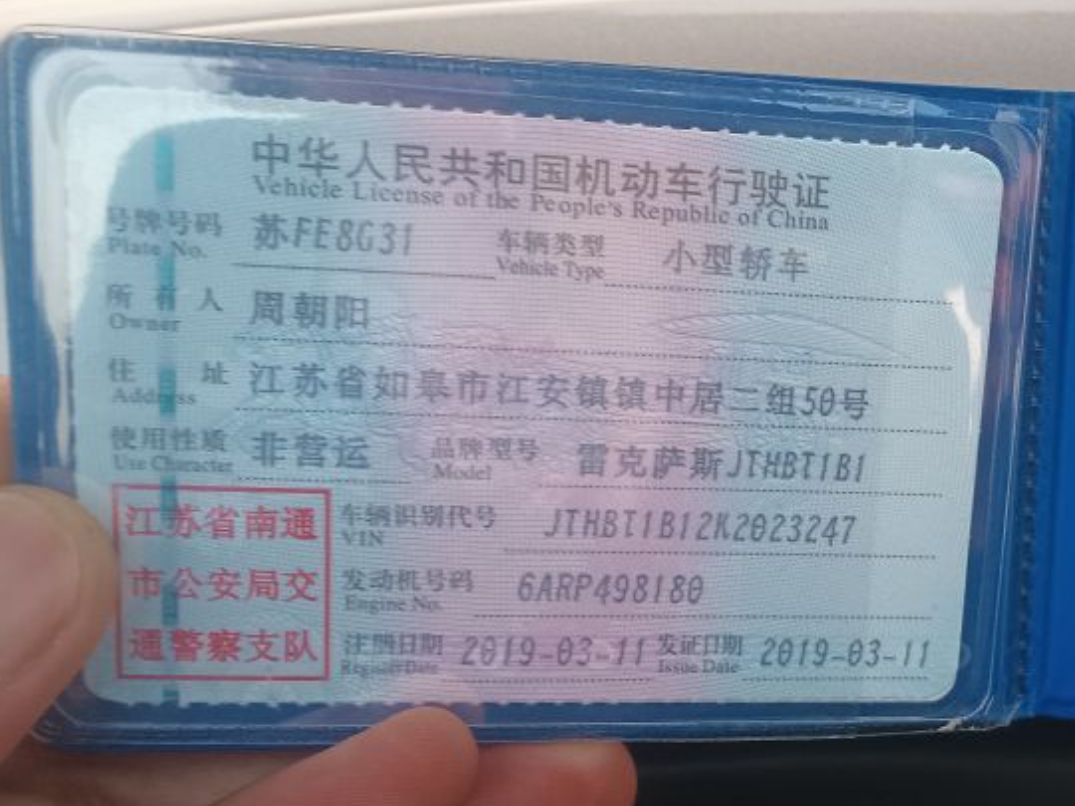 中华人民共和国机动车行驶证
Vehicle License of the People's Republic of China
号牌号码 苏FE8G31 车辆类型 小型轿车
Plate No. Vehicle Type
所有人 周朝阳
Owner
住址 江苏省如皋市江安镇镇中居二组50号
Address
使用性质 非营运 品牌型号 雷克萨斯JTHBT1B1
Use Character Model
江苏省南通 车辆识别代号 JTHBT1B12K2023247
VIN
市公安局交 发动机号码 6ARP498180
Engine No.
通警察支队 注册日期 2019-03-11 发证日期 2019-03-11
Register Date Issue Date